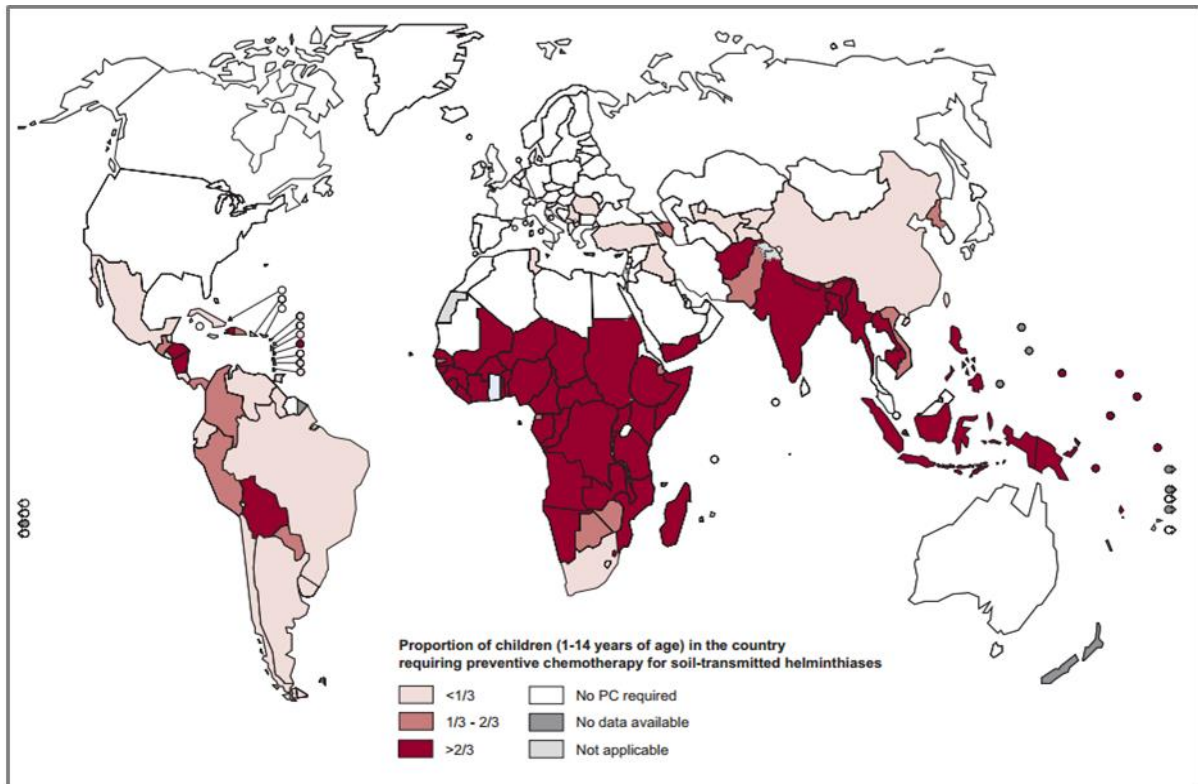 Proportion of children (1-14 years of age) in the country
requiring preventive chemotherapy for soil-transmitted helminthiases
<1/3
No PC required
1/3 - 2/3
No data available
>2/3
Not applicable